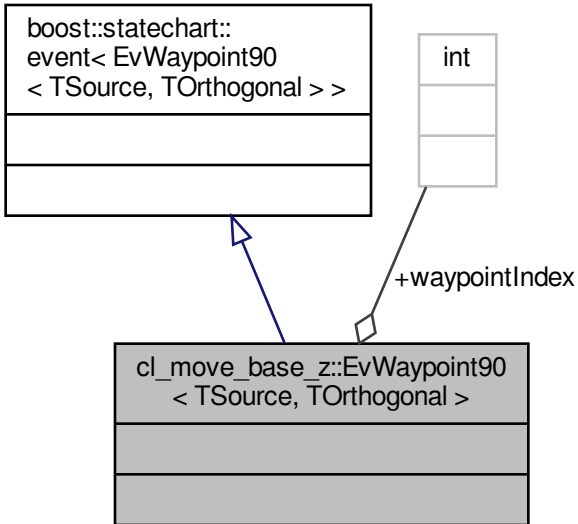 boost::statechart::
event< EvWaypoint90
< TSource, TOrthogonal > >
int
+waypointIndex
cl_move_base_z::EvWaypoint90
< TSource, TOrthogonal >